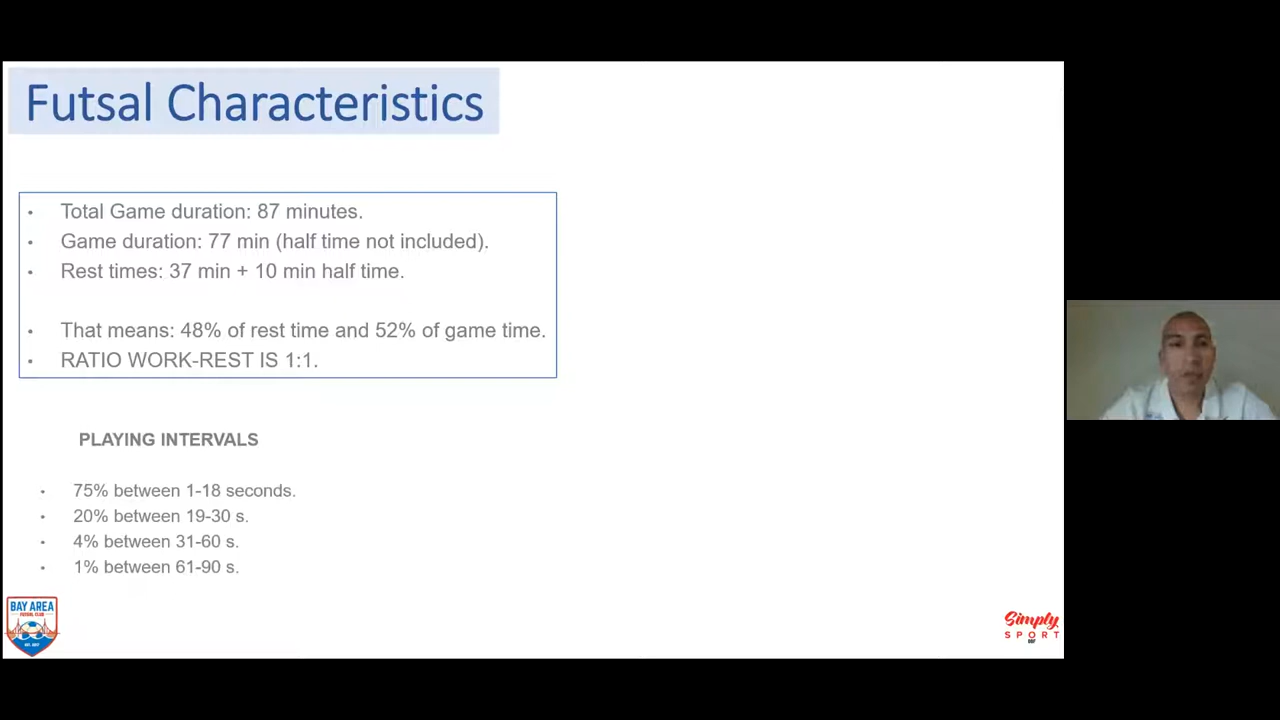 Futsal Characteristics
• Total Game duration: 87 minutes.
• Game duration: 77 min (half time not included).
• Rest times: 37 min + 10 min half time.
• That means: 48% of rest time and 52% of game time.
• RATIO WORK-REST IS 1:1.
PLAYING INTERVALS
• 75% between 1-18 seconds.
• 20% between 19-30 s.
• 4% between 31-60 s.
• 1% between 61-90 s.
BAY AREA
FUTSAL CLUB
Simply
SPORT